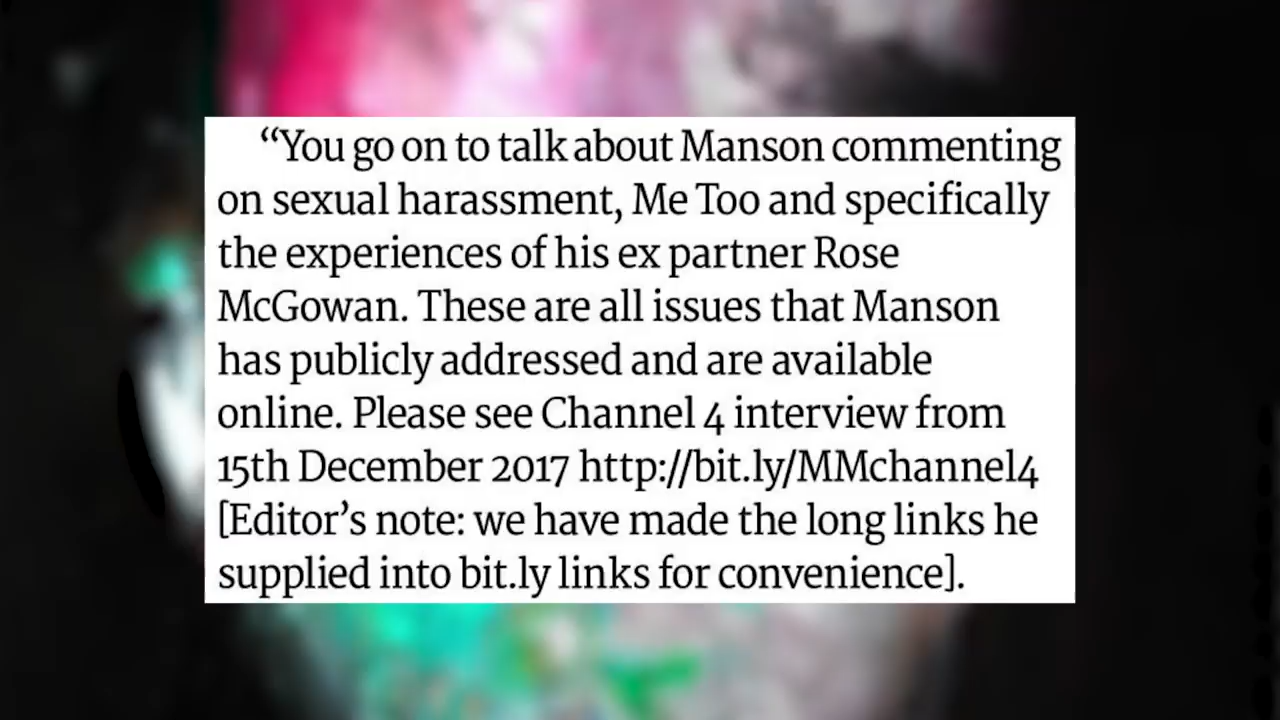 “You go on to talk about Manson commenting
on sexual harassment, Me Too and specifically
the experiences of his ex partner Rose
McGowan. These are all issues that Manson
has publicly addressed and are available
online. Please see Channel 4 interview from
15th December 2017 http://bit.ly/MMchannel4
[Editor’s note: we have made the long links he
supplied into bit.ly links for convenience].